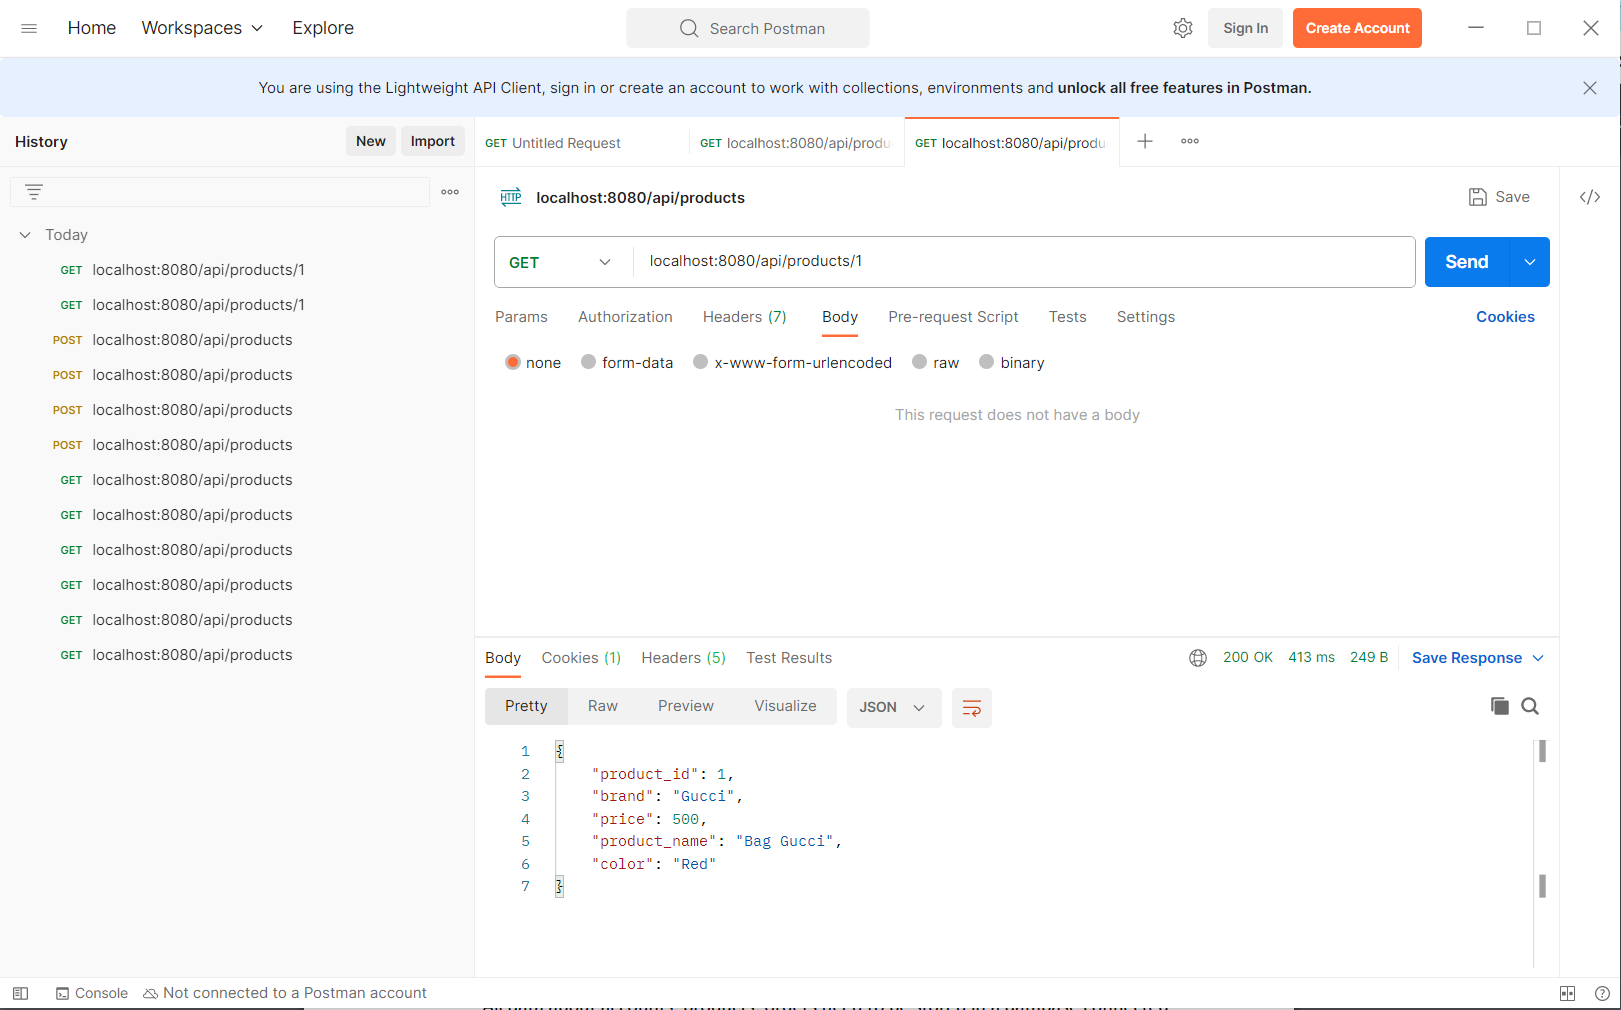 Home Workspaces Explore Search Postman Sign In Create Account
You are using the Lightweight API Client, sign in or create an account to work with collections, environments and unlock all free features in Postman.
History New Import
GET Untitled Request GET localhost:8080/api/produ GET localhost:8080/api/produ
HTTP localhost:8080/api/products Save </>
Today
GET localhost:8080/api/products/1
GET localhost:8080/api/products/1
POST localhost:8080/api/products
POST localhost:8080/api/products
POST localhost:8080/api/products
POST localhost:8080/api/products
GET localhost:8080/api/products
GET localhost:8080/api/products
GET localhost:8080/api/products
GET localhost:8080/api/products
GET localhost:8080/api/products
GET localhost:8080/api/products
GET localhost:8080/api/products/1 Send
Params Authorization Headers (7) Body Pre-request Script Tests Settings Cookies
none form-data x-www-form-urlencoded raw binary
This request does not have a body
Body Cookies (1) Headers (5) Test Results 200 OK 413 ms 249 B Save Response
Pretty Raw Preview Visualize JSON
1 {
2 "product_id": 1,
3 "brand": "Gucci",
4 "price": 500,
5 "product_name": "Bag Gucci",
6 "color": "Red"
7 }
Console Not connected to a Postman account